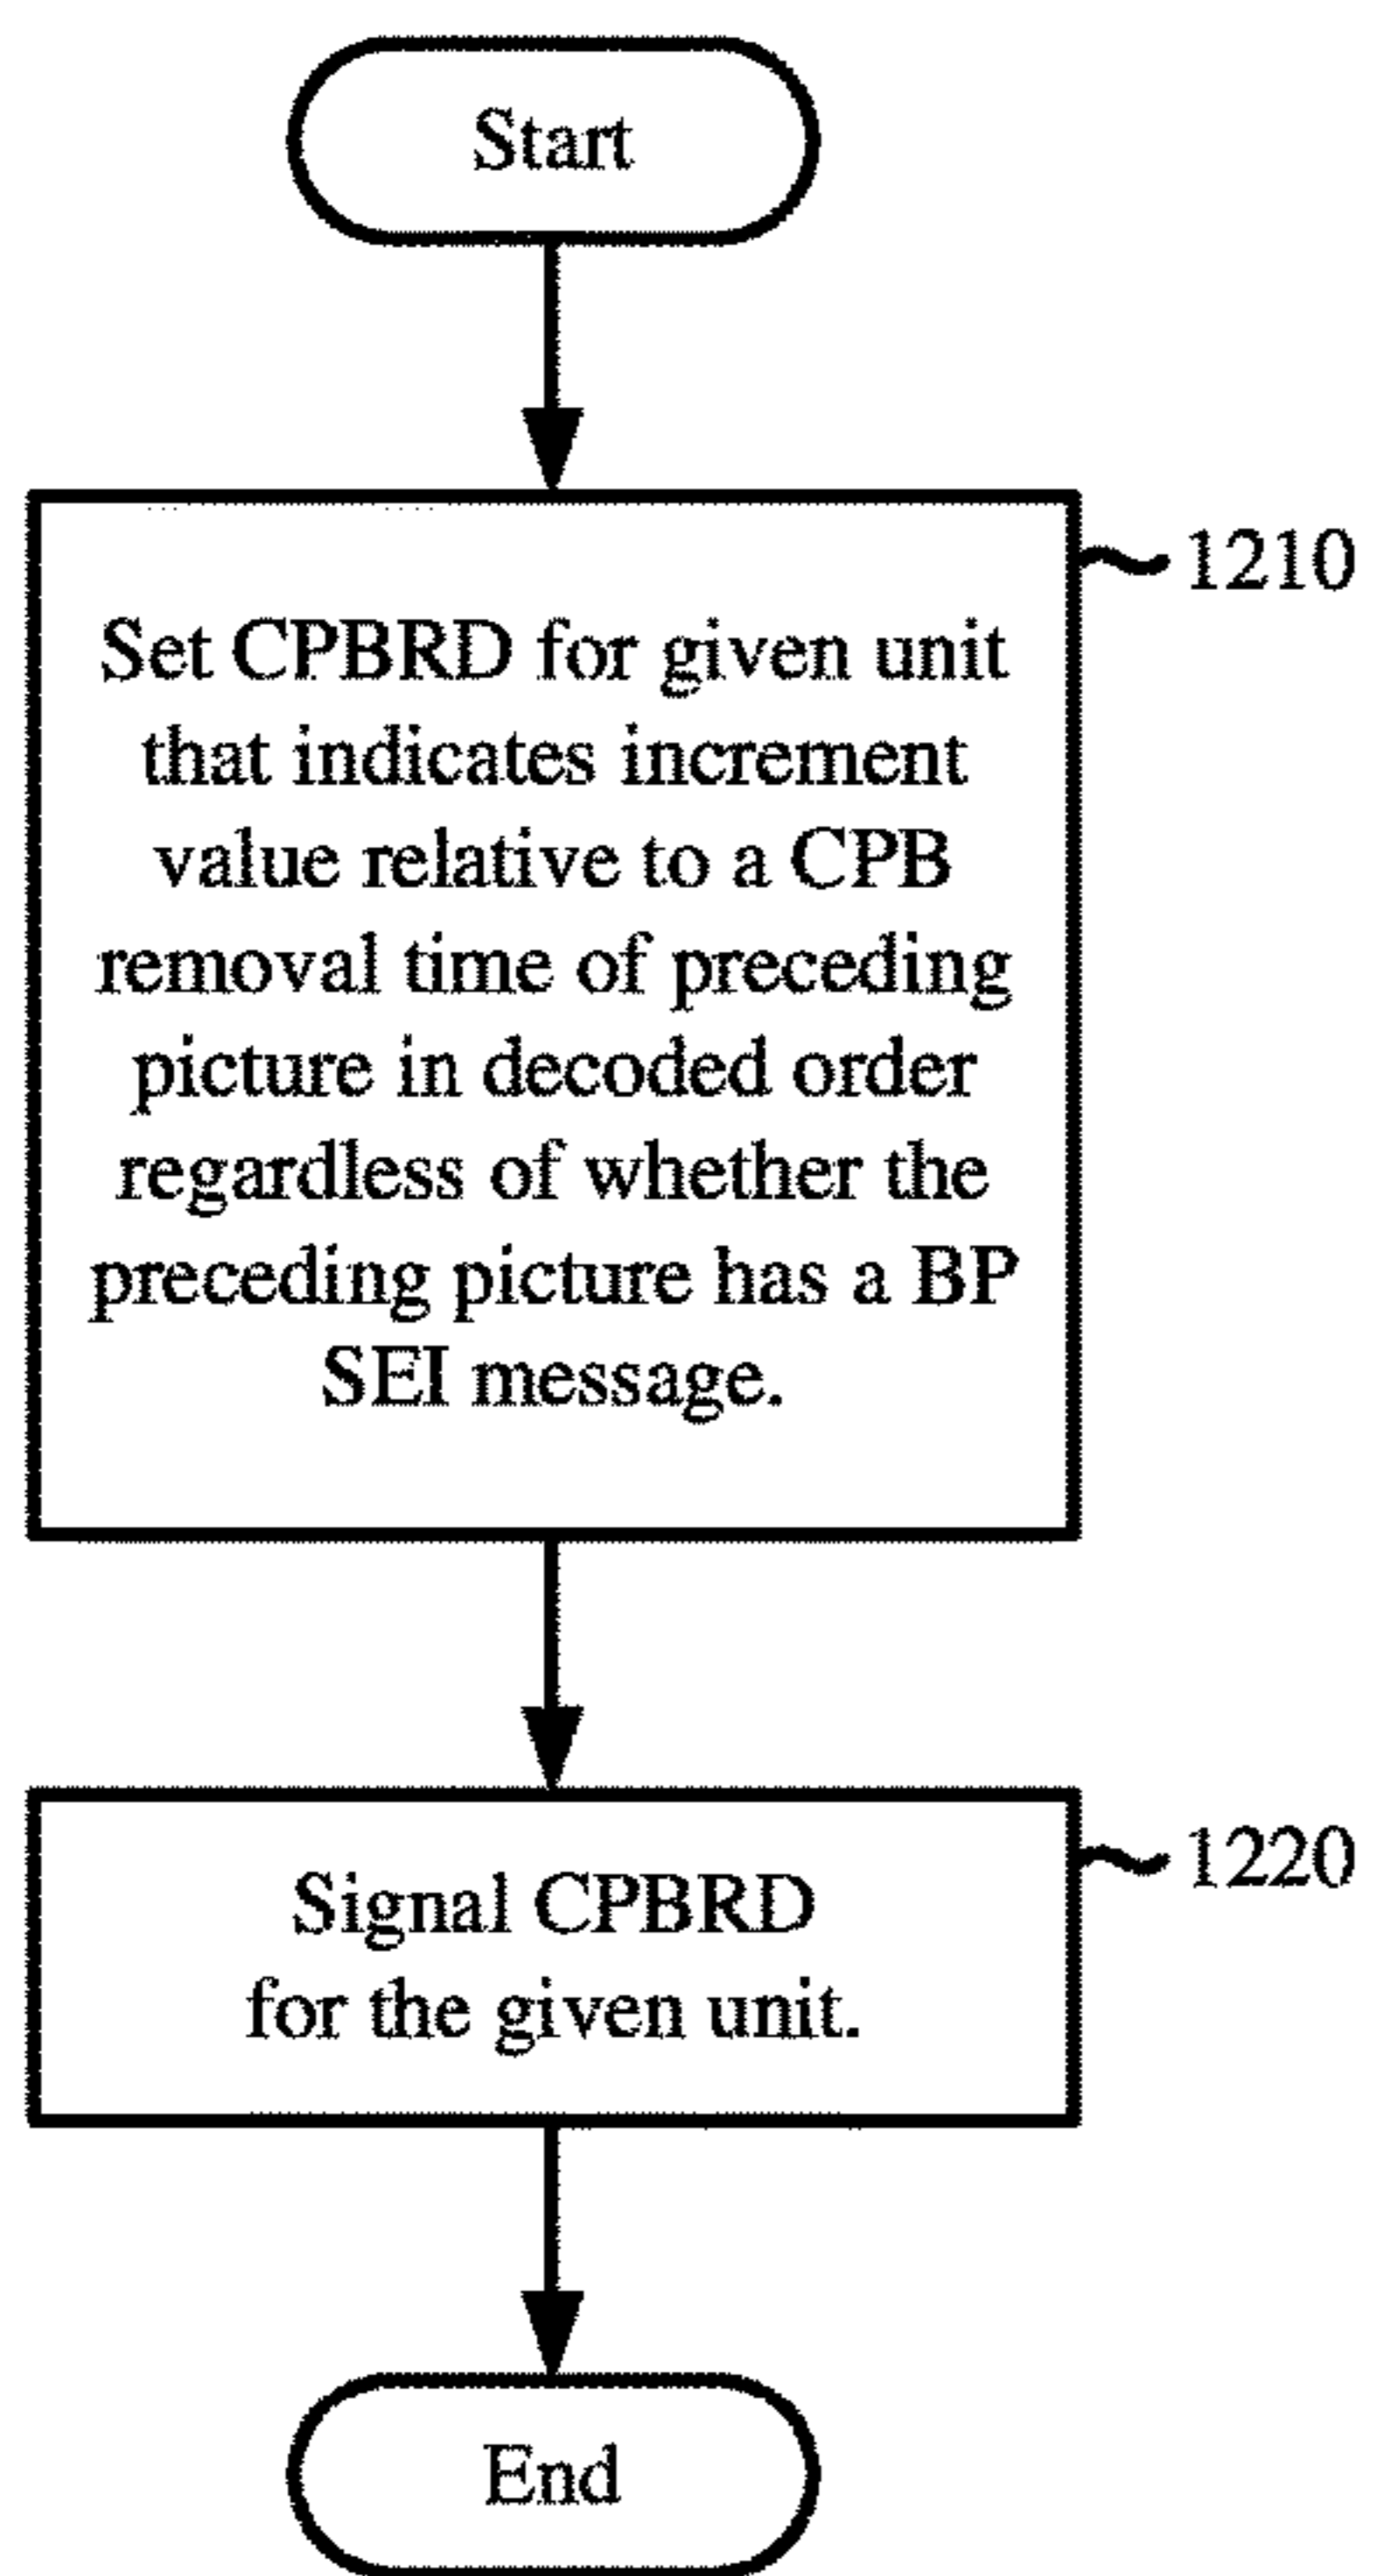 Start
1210
Set CPBRD for given unit
that indicates increment
value relative to a CPB
removal time of preceding
picture in decoded order
regardless of whether the
preceding picture has a BP
SEI message.
1220
Signal CPBRD
for the given unit.
End